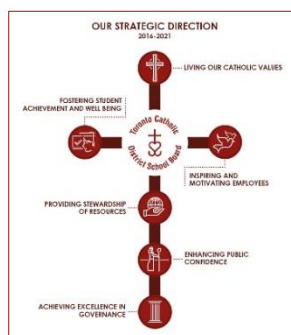 OUR STRATEGIC DIRECTION
2016-2021
LIVING OUR CATHOLIC VALUES
FOSTERING STUDENT
ACHIEVEMENT AND WELL BEING
Toronto Catholic
District School Board
INSPIRING AND
MOTIVATING EMPLOYEES
PROVIDING STEWARDSHIP
OF RESOURCES
ENHANCING PUBLIC
CONFIDENCE
ACHIEVING EXCELLENCE IN
GOVERNANCE